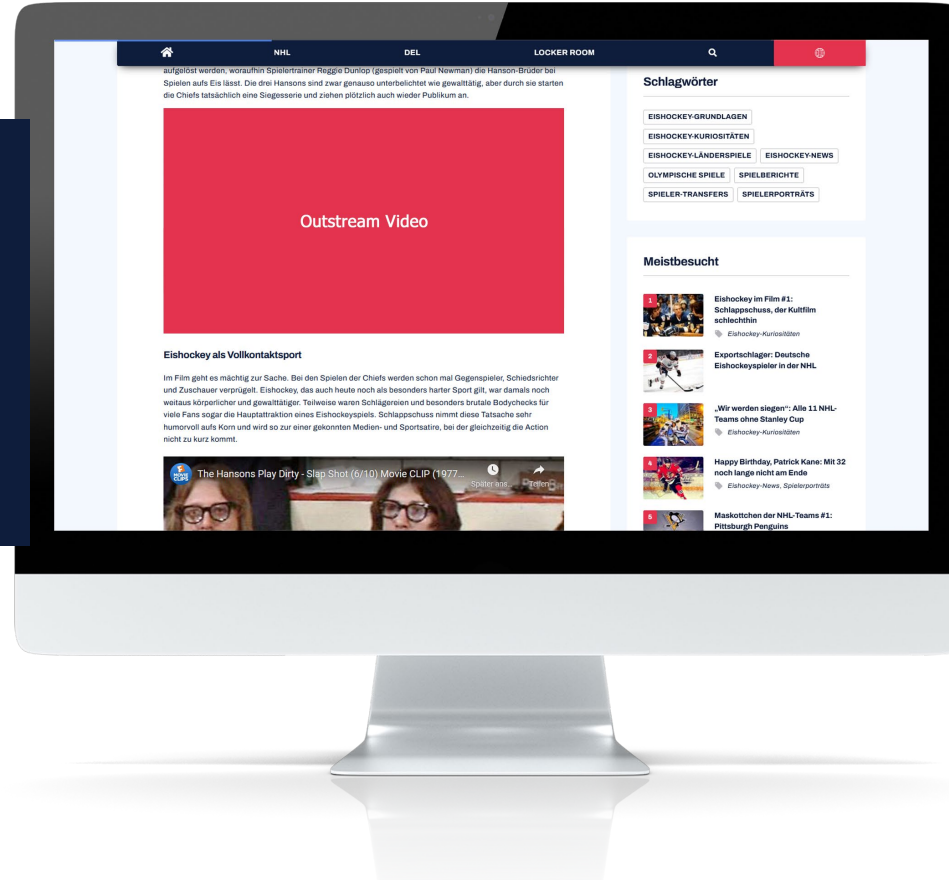 NHL
DEL
LOCKER ROOM
aufgelöst werden, woraufhin Spielertrainer Reggie Dunlop (gespielt von Paul Newman) die Hanson-Brüder bei
Spielen aufs Eis lässt. Die drei Hansons sind zwar genauso unterbelichtet wie gewalttätig, aber durch sie starten
die Chiefs tatsächlich eine Siegesserie und ziehen plötzlich auch wieder Publikum an.
Outstream Video
Eishockey als Vollkontaktsport
Im Film geht es mächtig zur Sache. Bei den Spielen der Chiefs werden schon mal Gegenspieler, Schiedsrichter
und Zuschauer verprügelt. Eishockey, das auch heute noch als besonders harter Sport gilt, war damals noch
weitaus körperlicher und gewalttätiger. Teilweise waren Schlägereien und besonders brutale Bodychecks für
viele Fans sogar die Hauptattraktion eines Eishockeyspiels. Schlappschuss nimmt diese Tatsache sehr
humorvoll aufs Korn und wird so zur einer gekonnten Medien- und Sportsatire, bei der gleichzeitig die Action
nicht zu kurz kommt.
MOVIE
CLIPS
The Hansons Play Dirty - Slap Shot (6/10) Movie CLIP (1977...
Später ans...
Teilen
Schlagwörter
EISHOCKEY-GRUNDLAGEN
EISHOCKEY-KURIOSITÄTEN
EISHOCKEY-LÄNDERSPIELE EISHOCKEY-NEWS
OLYMPISCHE SPIELE SPIELBERICHTE
SPIELER-TRANSFERS SPIELERPORTRÄTS
Meistbesucht
1
Eishockey im Film #1:
Schlappschuss, der Kultfilm
schlechthin
Eishockey-Kuriositäten
2
Exportschlager: Deutsche
Eishockeyspieler in der NHL
3
„Wir werden siegen“: Alle 11 NHL-
Teams ohne Stanley Cup
Eishockey-Kuriositäten
4
Happy Birthday, Patrick Kane: Mit 32
noch lange nicht am Ende
Eishockey-News, Spielerporträts
5
Maskottchen der NHL-Teams #1:
Pittsburgh Penguins